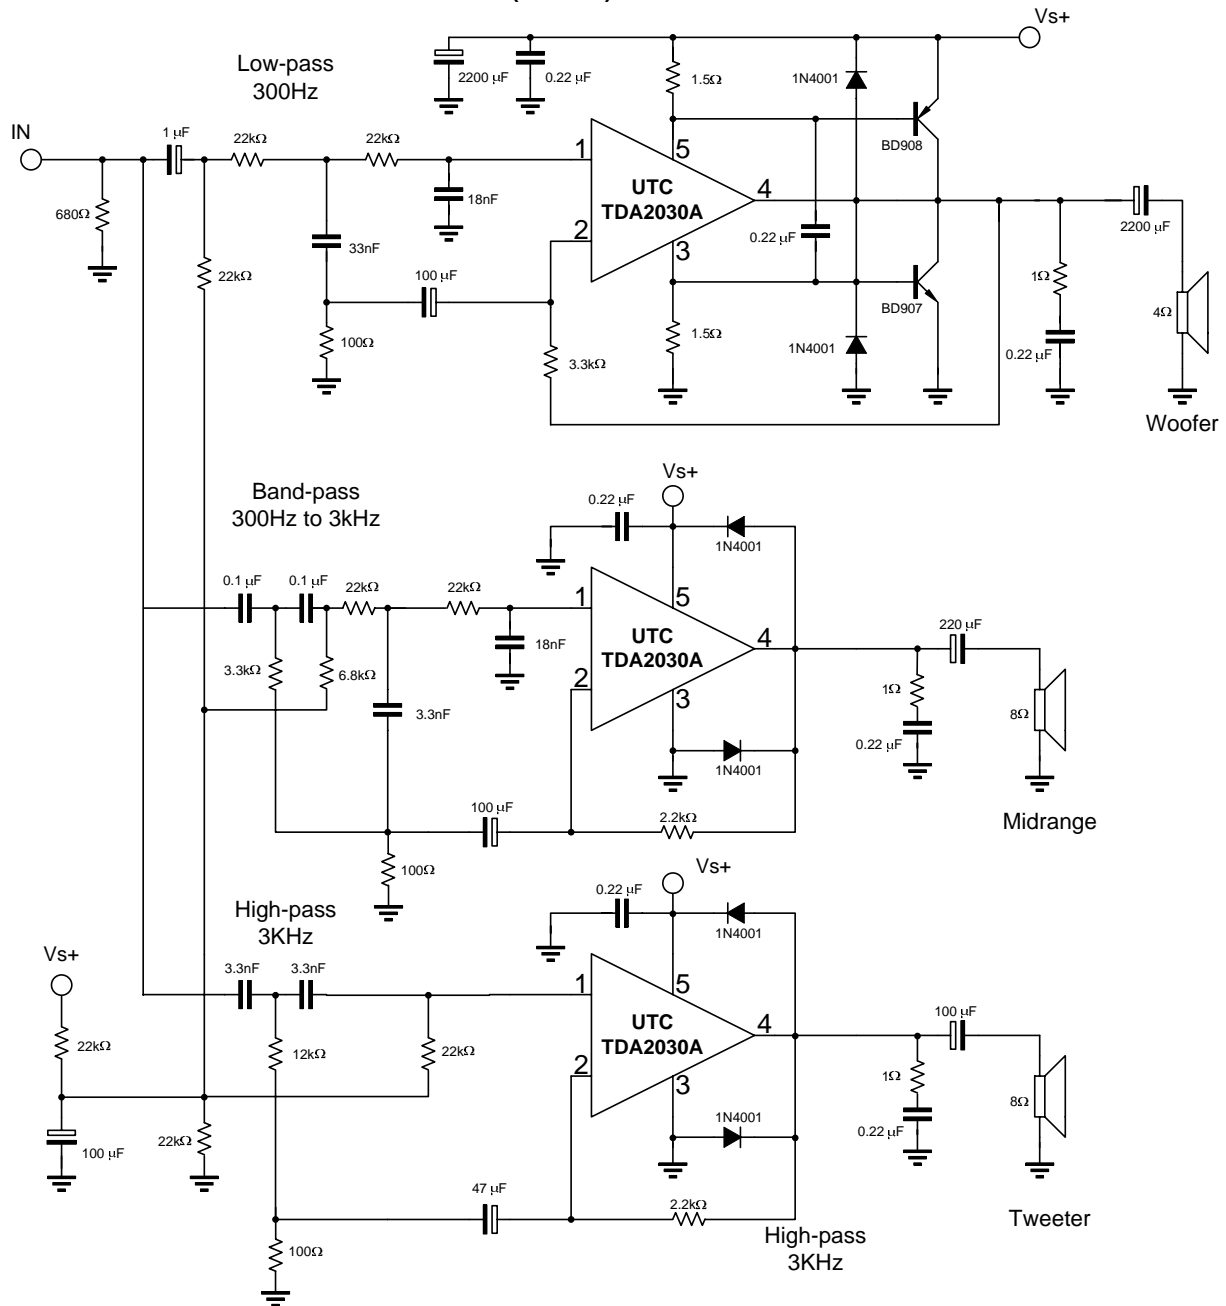 Vs+
Low-pass
300Hz
2200 µF
0.22 µF
1.5Ω
1N4001
BD908
IN
1 µF
22kΩ
22kΩ
1
5
UTC
TDA2030A
4
680Ω
18nF
2
3
33nF
22kΩ
100 µF
0.22 µF
2200 µF
1Ω
BD907
4Ω
100Ω
1.5Ω
1N4001
0.22 µF
3.3kΩ
Woofer
Vs+
Band-pass
300Hz to 3kHz
0.22 µF
1N4001
0.1 µF
0.1 µF
22kΩ
22kΩ
1
5
UTC
TDA2030A
4
220 µF
18nF
3.3kΩ
6.8kΩ
2
3
3.3nF
1Ω
8Ω
0.22 µF
1N4001
100 µF
2.2kΩ
Midrange
100Ω
Vs+
0.22 µF
High-pass
3KHz
1N4001
Vs+
3.3nF
3.3nF
1
5
UTC
TDA2030A
4
100 µF
22kΩ
12kΩ
22kΩ
2
3
1Ω
8Ω
1N4001
0.22 µF
100 µF
22kΩ
47 µF
2.2kΩ
Tweeter
High-pass
3KHz
100Ω